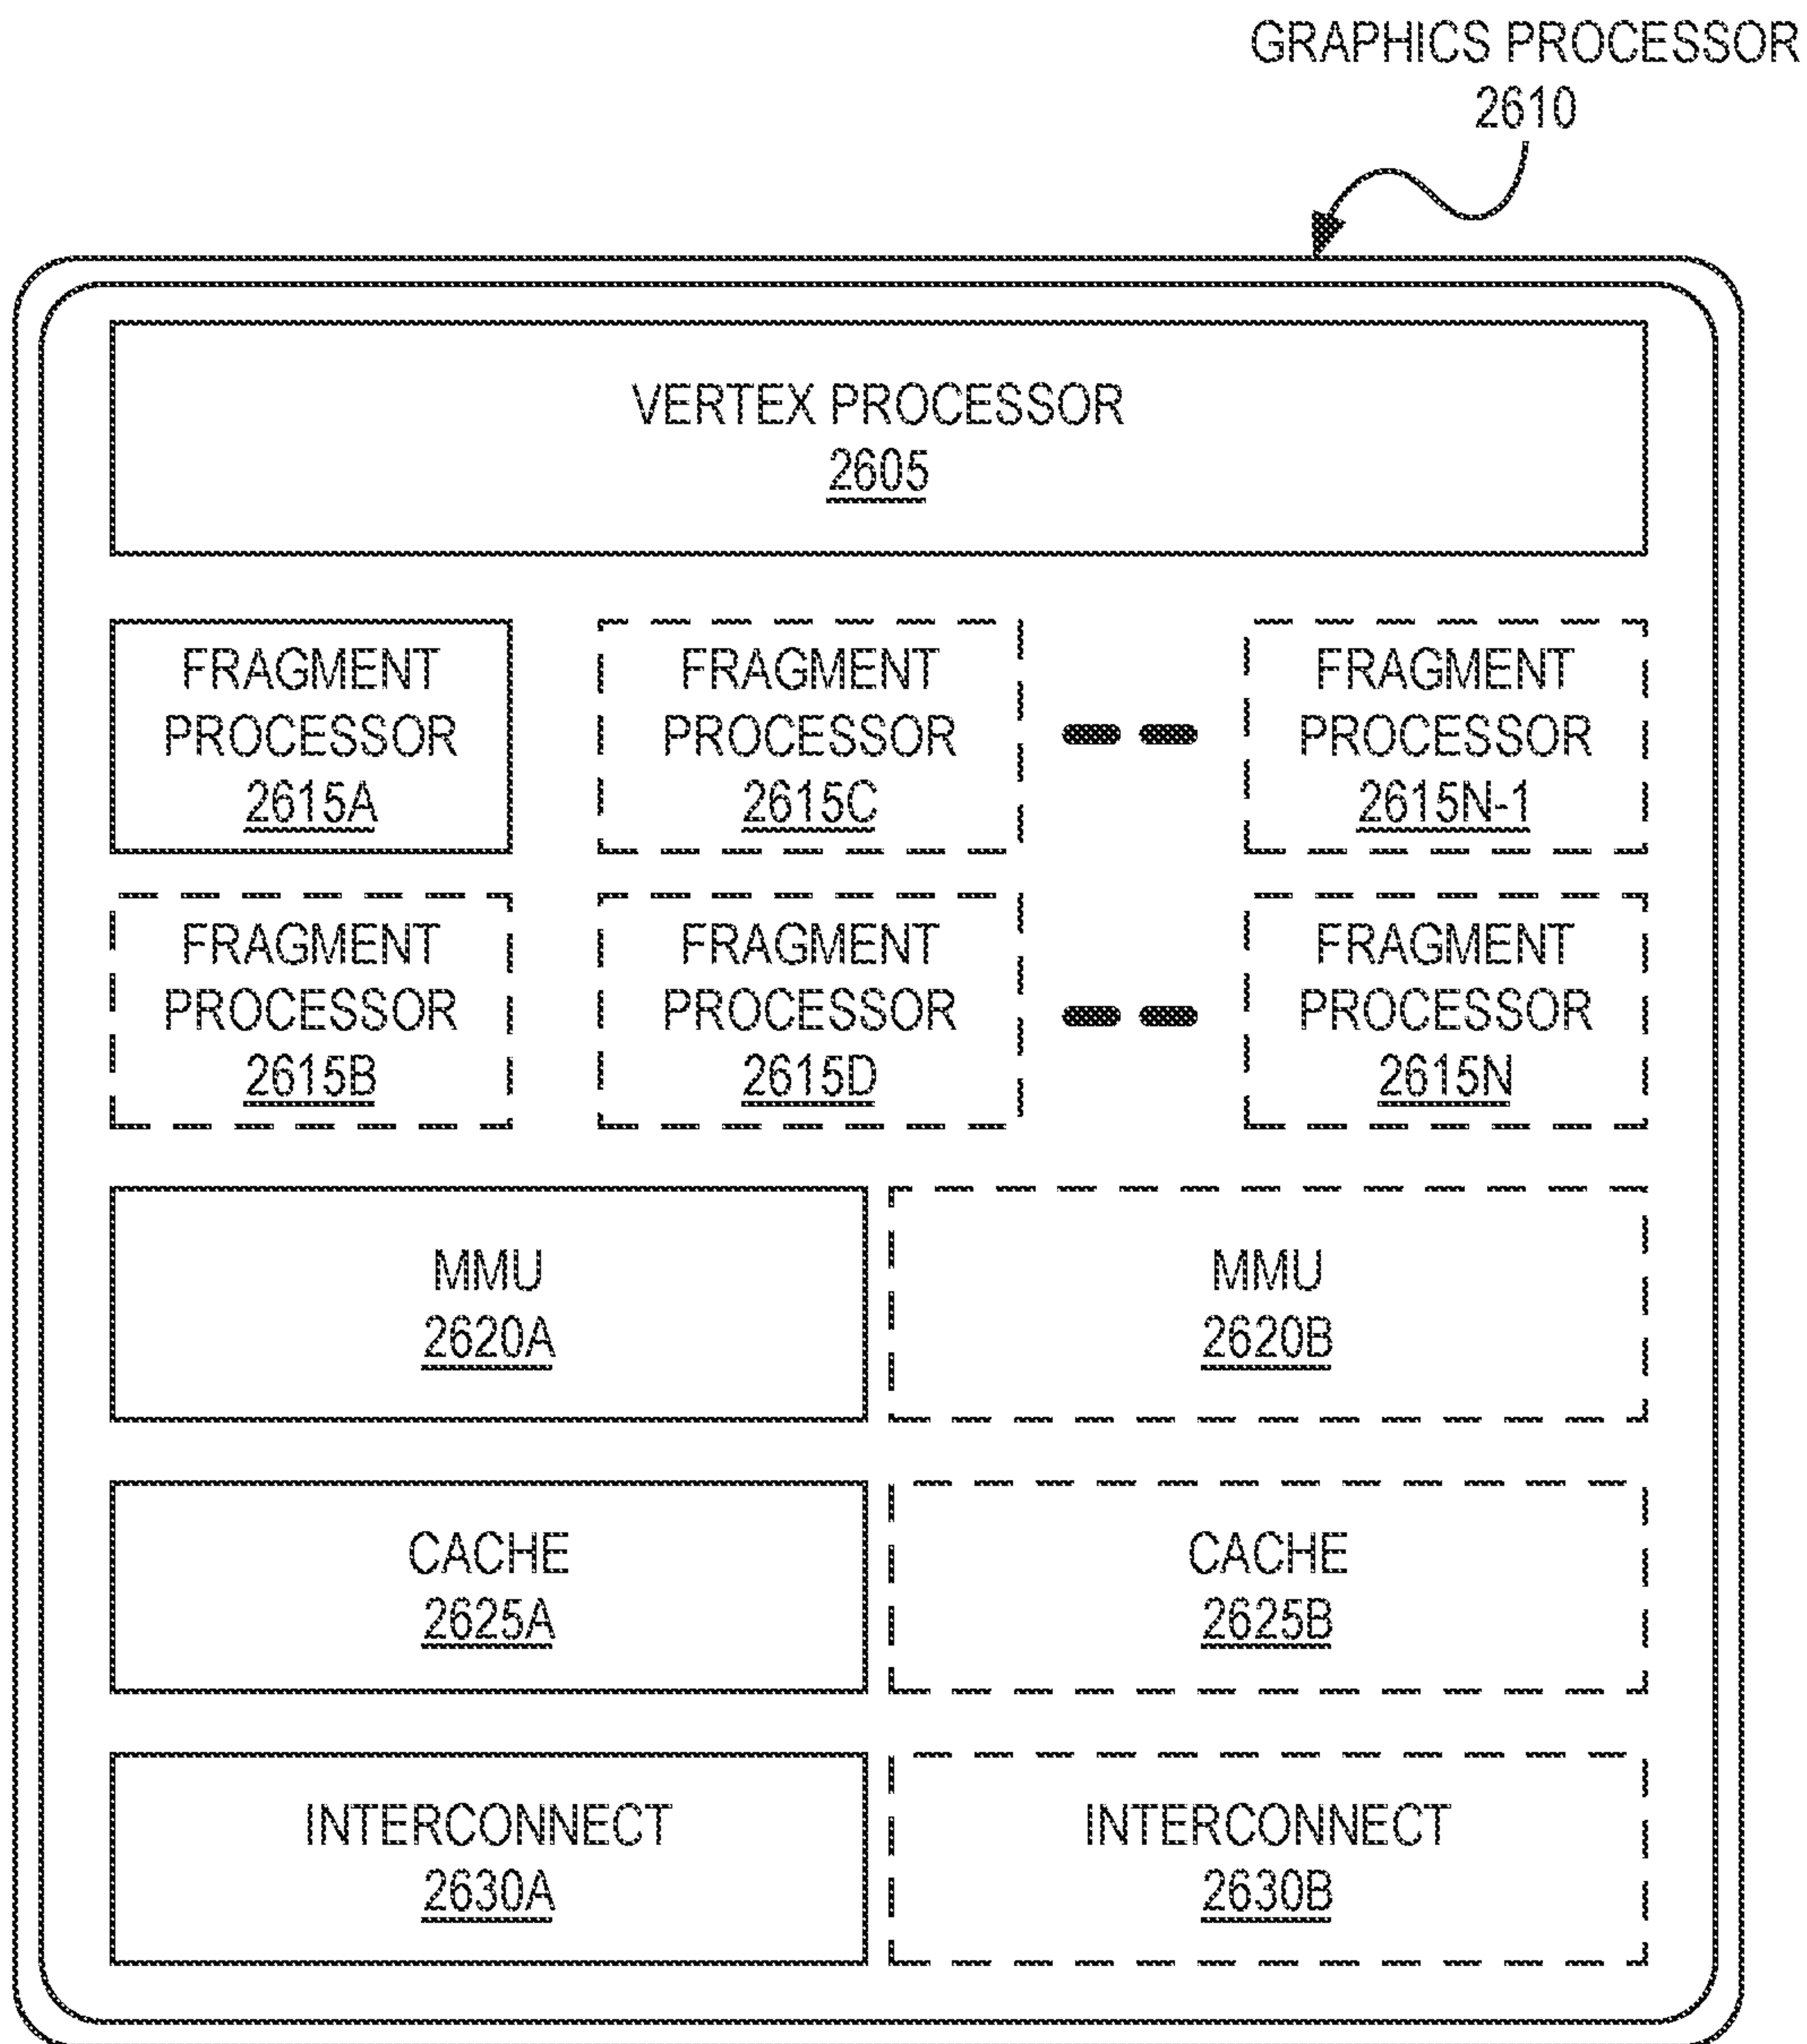 GRAPHICS PROCESSOR
2610
VERTEX PROCESSOR
2605
FRAGMENT
PROCESSOR
2615A
FRAGMENT
PROCESSOR
2615C
FRAGMENT
PROCESSOR
2615N-1
FRAGMENT
PROCESSOR
2615B
FRAGMENT
PROCESSOR
2615D
FRAGMENT
PROCESSOR
2615N
MMU
2620A
MMU
2620B
CACHE
2625A
CACHE
2625B
INTERCONNECT
2630A
INTERCONNECT
2630B